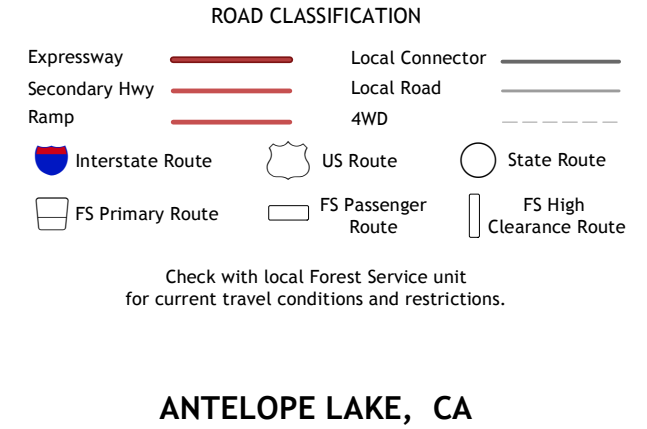 ROAD CLASSIFICATION
Expressway
Local Connector
Secondary Hwy
Local Road
Ramp
4WD
Interstate Route
US Route
State Route
FS Primary Route
FS Passenger
Route
FS High
Clearance Route
Check with local Forest Service unit
for current travel conditions and restrictions.
ANTELOPE LAKE, CA